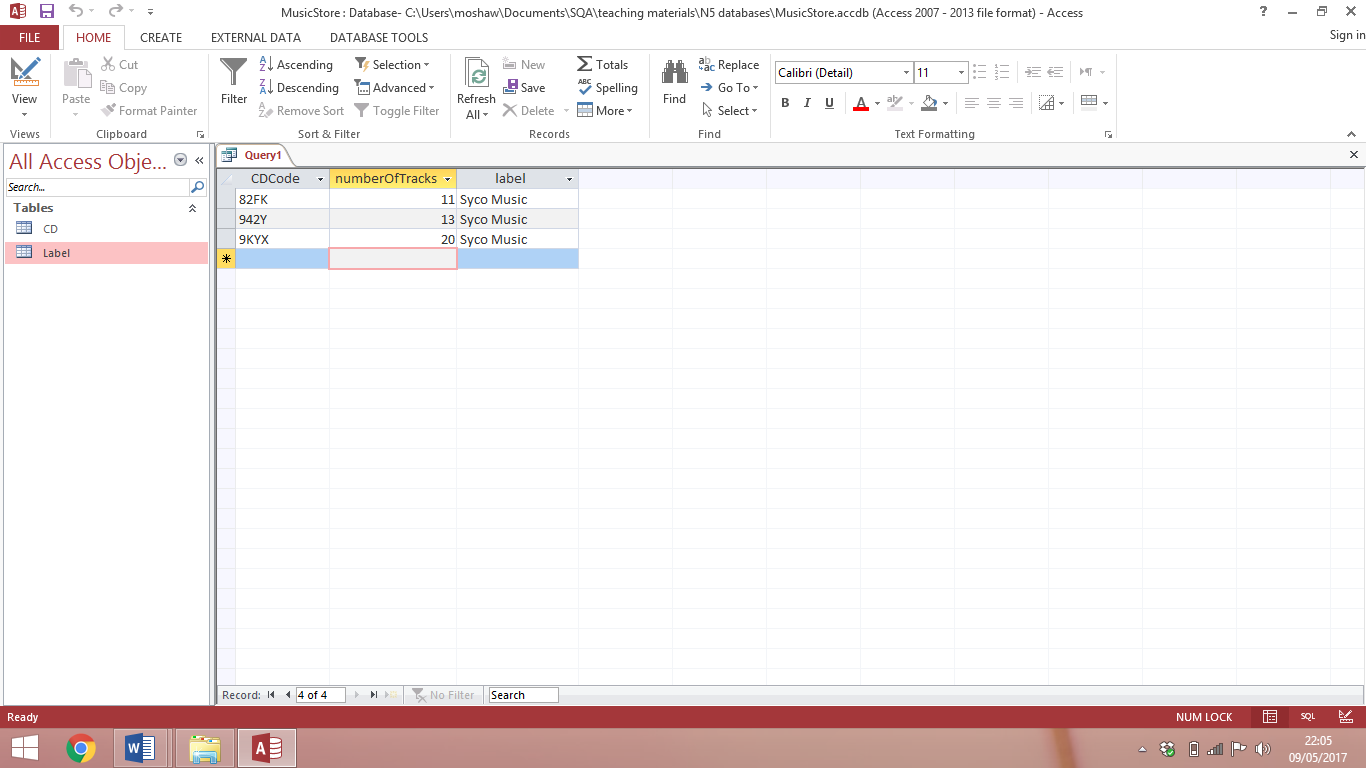 MusicStore : Database- C:\Users\moshaw\Documents\SQA\teaching materials\N5 databases\MusicStore.accdb (Access 2007 - 2013 file format) - Access
FILE HOME CREATE EXTERNAL DATA DATABASE TOOLS Sign in
View
Views
Paste
Cut
Copy
Format Painter
Clipboard
Filter
Ascending
Descending
Remove Sort
Selection
Advanced
Toggle Filter
Sort & Filter
Refresh
All
New
Save
Delete
Totals
Spelling
More
Records
Find
Replace
Go To
Select
Find
Calibri (Detail) 11
B I U A
Text Formatting
All Access Obje...
Search...
Tables
CD
Label
Query1
CDCode numberOfTracks label
82FK 11 Syco Music
942Y 13 Syco Music
9KYX 20 Syco Music
Record: 4 of 4 No Filter Search
Ready NUM LOCK SQL
22:05
09/05/2017